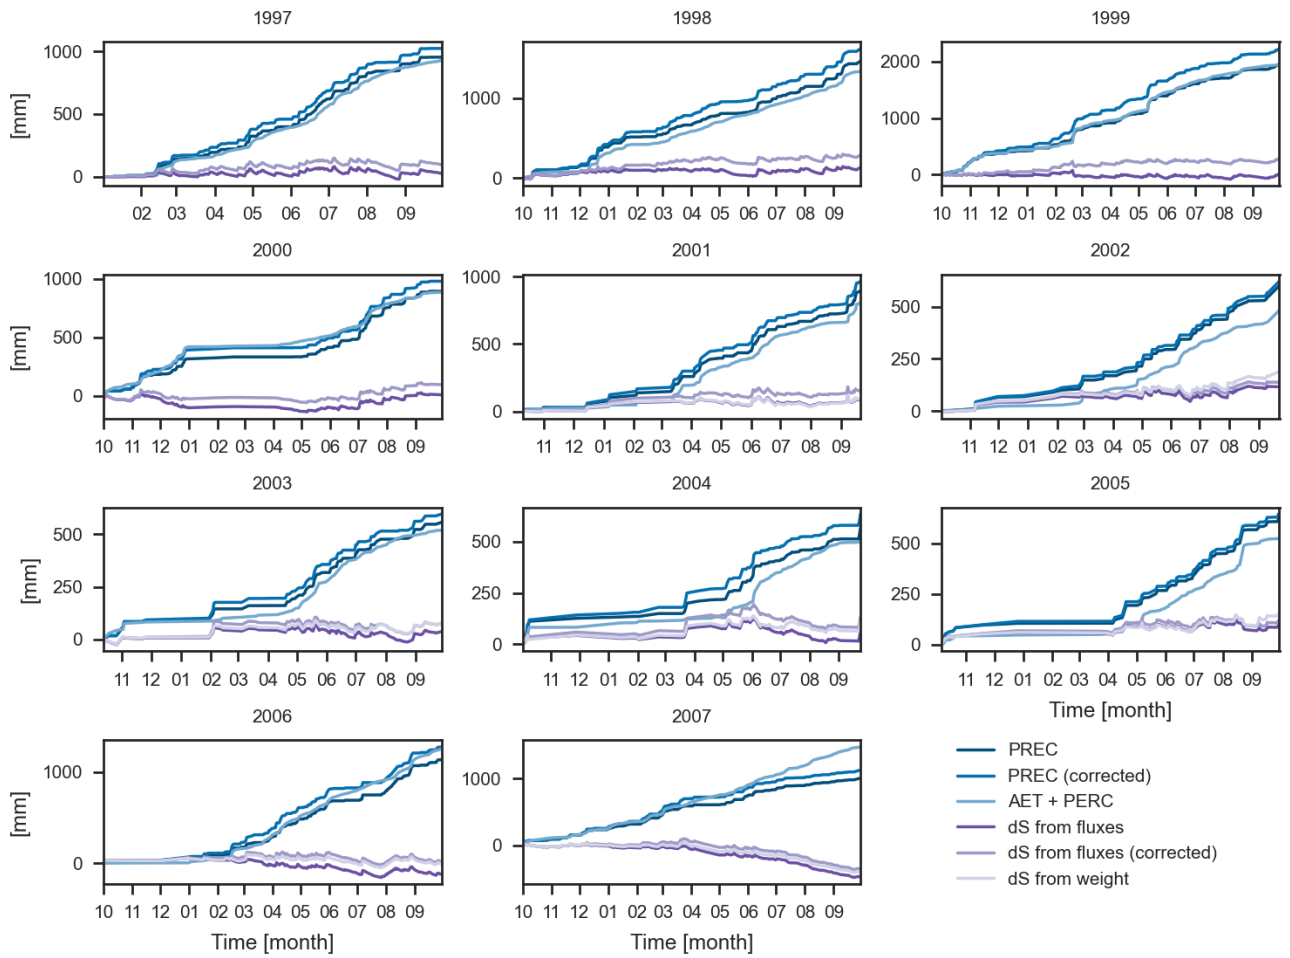 1997 1998 1999
1000
500
0
[mm]
02 03 04 05 06 07 08 09
1000
0
10 11 12 01 02 03 04 05 06 07 08 09
2000
1000
0
10 11 12 01 02 03 04 05 06 07 08 09
2000 2001 2002
1000
500
0
[mm]
10 11 12 01 02 03 04 05 06 07 08 09
1000
500
0
11 12 01 02 03 04 05 06 07 08 09
500
250
0
11 12 01 02 03 04 05 06 07 08 09
2003 2004 2005
500
250
0
[mm]
11 12 01 02 03 04 05 06 07 08 09
500
250
0
11 12 01 02 03 04 05 06 07 08 09
500
250
0
11 12 01 02 03 04 05 06 07 08 09
Time [month]
2006 2007
1000
0
[mm]
10 11 12 01 02 03 04 05 06 07 08 09
Time [month]
1000
0
10 11 12 01 02 03 04 05 06 07 08 09
Time [month]
PREC
PREC (corrected)
AET + PERC
dS from fluxes
dS from fluxes (corrected)
dS from weight